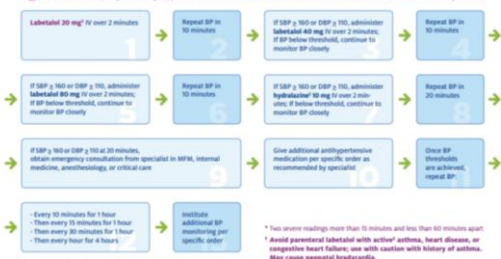 Labetalol 20 mg† IV over 2 minutes
1
Repeat BP in
10 minutes
2
If SBP ≥ 160 or DBP ≥ 110, administer
labetalol 40 mg IV over 2 minutes;
If BP below threshold, continue to
monitor BP closely
3
Repeat BP in
10 minutes
4
If SBP ≥ 160 or DBP ≥ 110, administer
labetalol 80 mg IV over 2 minutes;
If BP below threshold, continue to
monitor BP closely
5
Repeat BP in
10 minutes
6
If SBP ≥ 160 or DBP ≥ 110, administer
hydralazine† 10 mg IV over 2 min-
utes; If below threshold, continue to
monitor BP closely
7
Repeat BP in
20 minutes
8
If SBP ≥ 160 or DBP ≥ 110 at 20 minutes,
obtain emergency consultation from specialist in MFM, internal
medicine, anesthesiology, or critical care
9
Give additional antihypertensive
medication per specific order as
recommended by specialist
10
Once BP
thresholds
are achieved,
repeat BP:
11
- Every 10 minutes for 1 hour
- Then every 15 minutes for 1 hour
- Then every 30 minutes for 1 hour
- Then every hour for 4 hours
12
Institute
additional BP
monitoring per
specific order
* Two severe readings more than 15 minutes and less than 60 minutes apart
† Avoid parenteral labetalol with active asthma, heart disease, or
congestive heart failure; use with caution with history of asthma.
May cause neonatal bradycardia.